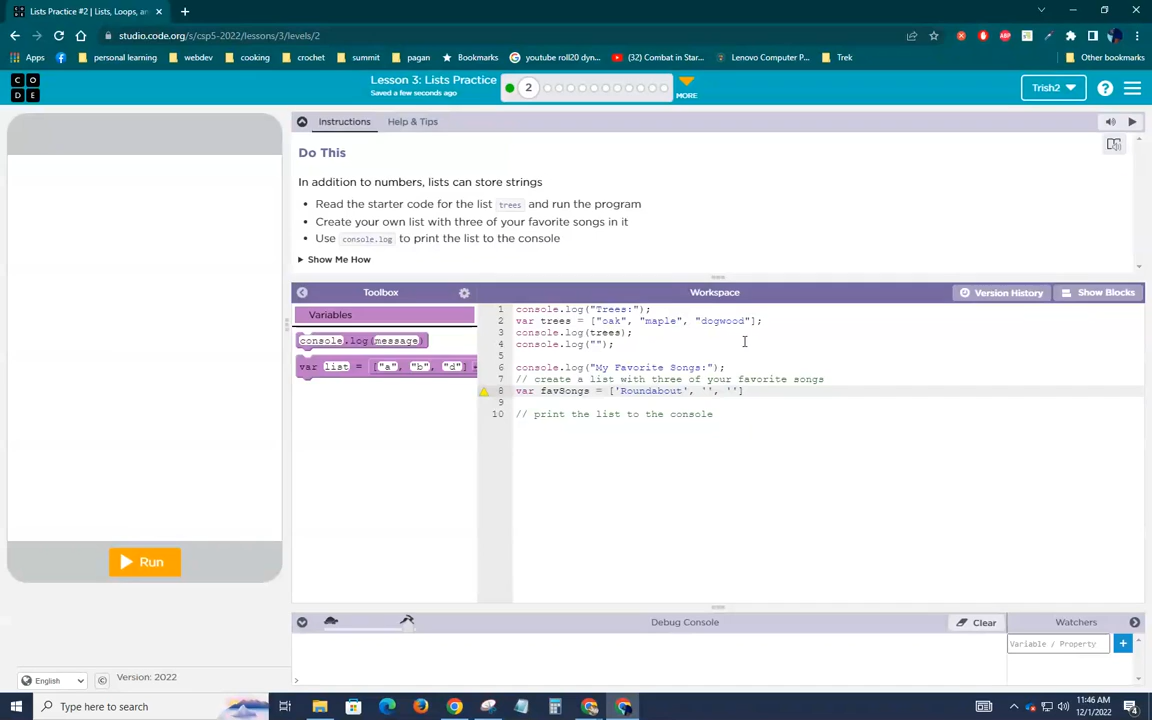 Lists Practice #2 | Lists, Loops, an
studio.code.org/s/csp5-2022/lessons/3/levels/2
Apps
personal learning
webdev
cooking
crochet
summit
pagan
Bookmarks
youtube roll20 dyn...
(32) Combat in Star...
Lenovo Computer P...
Trek
Other bookmarks
C O
D E
Lesson 3: Lists Practice
Saved a few seconds ago
2
MORE
Trish2
Instructions
Help & Tips
Do This
In addition to numbers, lists can store strings
Read the starter code for the list trees and run the program
Create your own list with three of your favorite songs in it
Use console.log to print the list to the console
Show Me How
Toolbox
Workspace
Version History
Show Blocks
Variables
console.log(message)
var list = ["a", "b", "d"]
1 console.log("Trees:");
2 var trees = ["oak", "maple", "dogwood"];
3 console.log(trees);
4 console.log("");
5
6 console.log("My Favorite Songs:");
7 // create a list with three of your favorite songs
8 var favSongs = ['Roundabout', '', '']
9
10 // print the list to the console
Run
Debug Console
Clear
Watchers
Variable / Property
>
English
Version: 2022
Type here to search
11:46 AM
12/1/2022
4